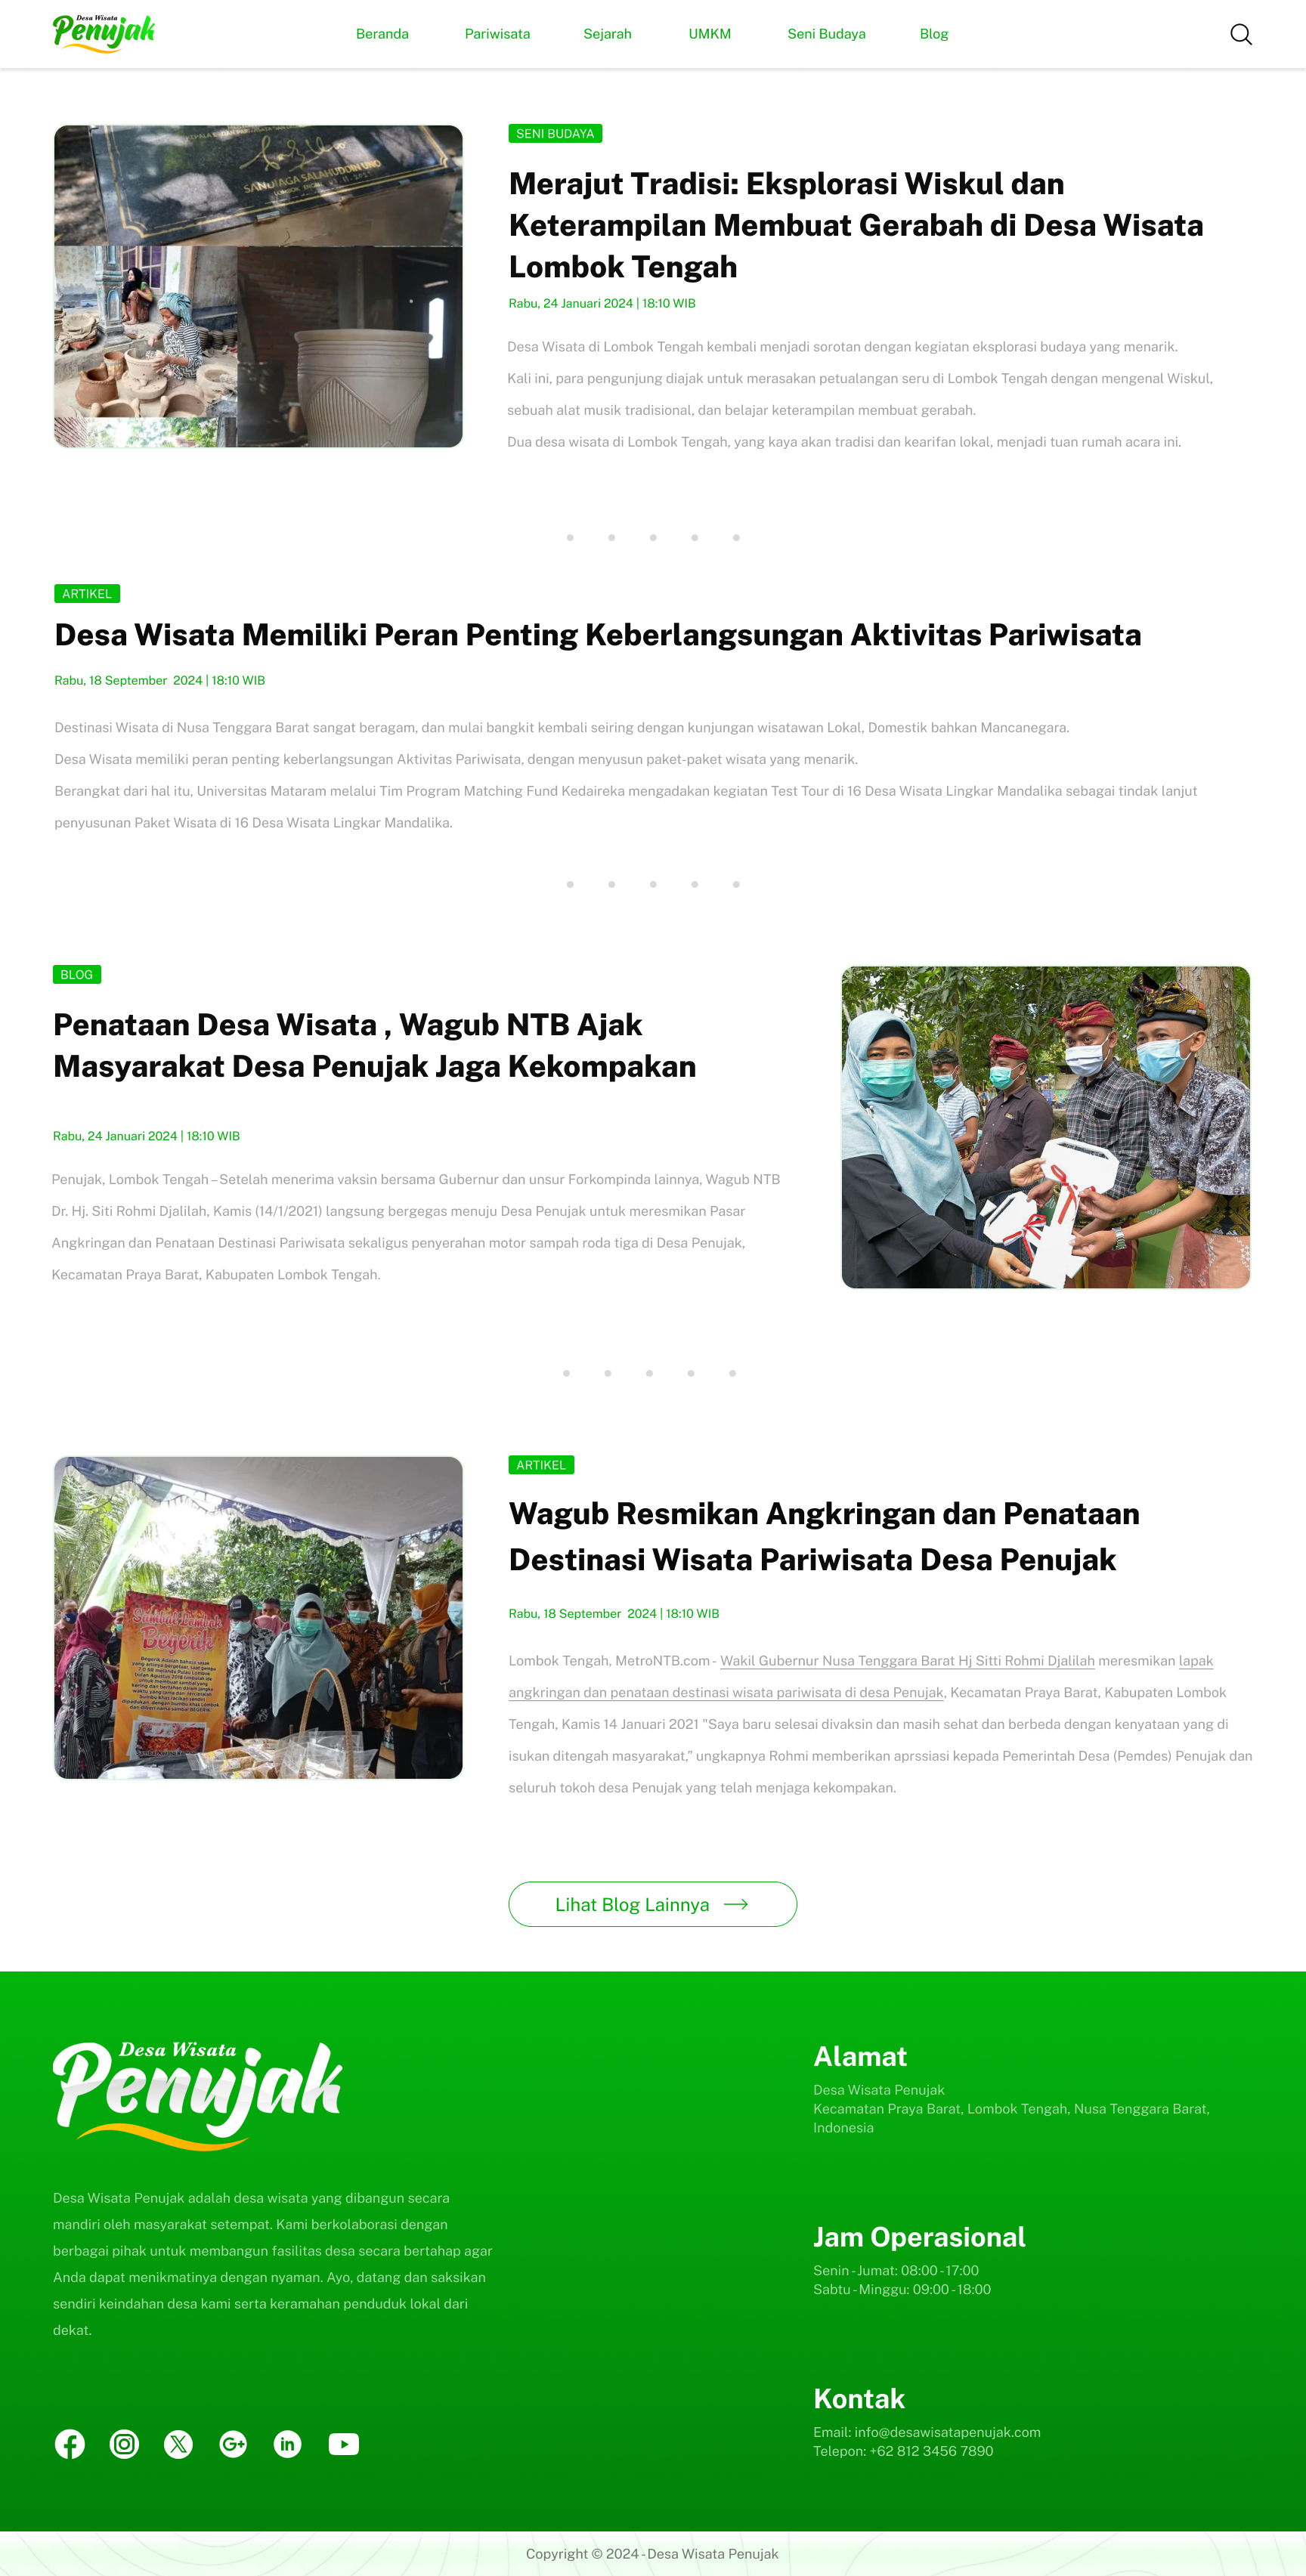 Desa Wisata
Penujak
Beranda
Pariwisata
Sejarah
UMKM
Seni Budaya
Blog
SANDIAGA SALAHUDDIN UNO
SENI BUDAYA
Merajut Tradisi: Eksplorasi Wiskul dan
Keterampilan Membuat Gerabah di Desa Wisata
Lombok Tengah
Rabu, 24 Januari 2024 | 18:10 WIB
Desa Wisata di Lombok Tengah kembali menjadi sorotan dengan kegiatan eksplorasi budaya yang menarik.
Kali ini, para pengunjung diajak untuk merasakan petualangan seru di Lombok Tengah dengan mengenal Wiskul,
sebuah alat musik tradisional, dan belajar keterampilan membuat gerabah.
Dua desa wisata di Lombok Tengah, yang kaya akan tradisi dan kearifan lokal, menjadi tuan rumah acara ini.
ARTIKEL
Desa Wisata Memiliki Peran Penting Keberlangsungan Aktivitas Pariwisata
Rabu, 18 September 2024 | 18:10 WIB
Destinasi Wisata di Nusa Tenggara Barat sangat beragam, dan mulai bangkit kembali seiring dengan kunjungan wisatawan Lokal, Domestik bahkan Mancanegara.
Desa Wisata memiliki peran penting keberlangsungan Aktivitas Pariwisata, dengan menyusun paket-paket wisata yang menarik.
Berangkat dari hal itu, Universitas Mataram melalui Tim Program Matching Fund Kedaireka mengadakan kegiatan Test Tour di 16 Desa Wisata Lingkar Mandalika sebagai tindak lanjut
penyusunan Paket Wisata di 16 Desa Wisata Lingkar Mandalika.
BLOG
Penataan Desa Wisata , Wagub NTB Ajak
Masyarakat Desa Penujak Jaga Kekompakan
Rabu, 24 Januari 2024 | 18:10 WIB
Penujak, Lombok Tengah – Setelah menerima vaksin bersama Gubernur dan unsur Forkompinda lainnya, Wagub NTB
Dr. Hj. Siti Rohmi Djalilah, Kamis (14/1/2021) langsung bergegas menuju Desa Penujak untuk meresmikan Pasar
Angkringan dan Penataan Destinasi Pariwisata sekaligus penyerahan motor sampah roda tiga di Desa Penujak,
Kecamatan Praya Barat, Kabupaten Lombok Tengah.
Begerik
ARTIKEL
Wagub Resmikan Angkringan dan Penataan
Destinasi Wisata Pariwisata Desa Penujak
Rabu, 18 September 2024 | 18:10 WIB
Lombok Tengah, MetroNTB.com - Wakil Gubernur Nusa Tenggara Barat Hj Sitti Rohmi Djalilah meresmikan lapak
angkringan dan penataan destinasi wisata pariwisata di desa Penujak, Kecamatan Praya Barat, Kabupaten Lombok
Tengah, Kamis 14 Januari 2021 "Saya baru selesai divaksin dan masih sehat dan berbeda dengan kenyataan yang di
isukan ditengah masyarakat," ungkapnya Rohmi memberikan aprssiasi kepada Pemerintah Desa (Pemdes) Penujak dan
seluruh tokoh desa Penujak yang telah menjaga kekompakan.
Lihat Blog Lainnya
Desa Wisata
Penujak
Desa Wisata Penujak adalah desa wisata yang dibangun secara
mandiri oleh masyarakat setempat. Kami berkolaborasi dengan
berbagai pihak untuk membangun fasilitas desa secara bertahap agar
Anda dapat menikmatinya dengan nyaman. Ayo, datang dan saksikan
sendiri keindahan desa kami serta keramahan penduduk lokal dari
dekat.
Alamat
Desa Wisata Penujak
Kecamatan Praya Barat, Lombok Tengah, Nusa Tenggara Barat,
Indonesia
Jam Operasional
Senin - Jumat: 08:00 - 17:00
Sabtu - Minggu: 09:00 - 18:00
Kontak
Email: info@desawisatapenujak.com
Telepon: +62 812 3456 7890
Copyright © 2024 - Desa Wisata Penujak